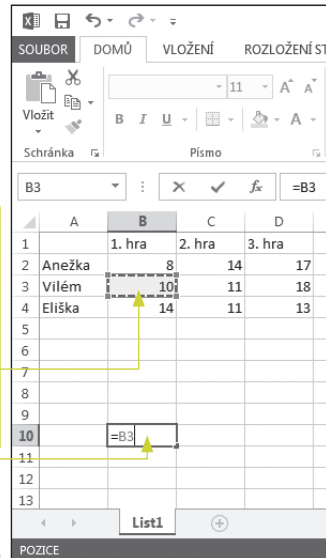 SOUBOR DOMŮ VLOŽENÍ ROZLOŽENÍ ST
11 A A
Vložit B I U A
Schránka Písmo
B3 fx =B3
A B C D
1 1. hra 2. hra 3. hra
2 Anežka 8 14 17
3 Vilém 10 11 18
4 Eliška 14 11 13
5
6
7
8
9
10 =B3
11
12
13
List1
POZICE